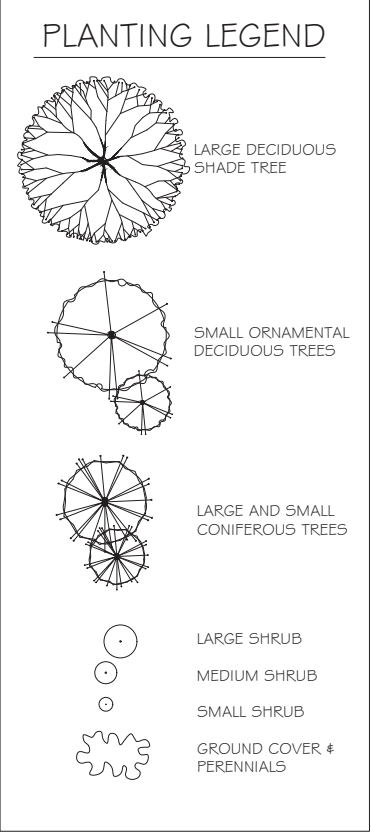 PLANTING LEGEND
LARGE DECIDUOUS
SHADE TREE
SMALL ORNAMENTAL
DECIDUOUS TREES
LARGE AND SMALL
CONIFEROUS TREES
LARGE SHRUB
MEDIUM SHRUB
SMALL SHRUB
GROUND COVER &
PERENNIALS